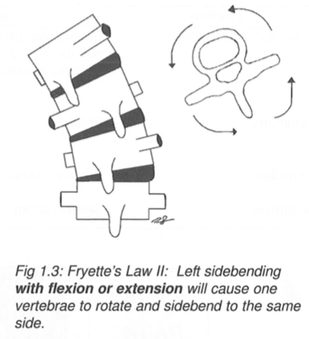 Fig 1.3: Fryette's Law II: Left sidebending
with flexion or extension will cause one
vertebrae to rotate and sidebend to the same
side.